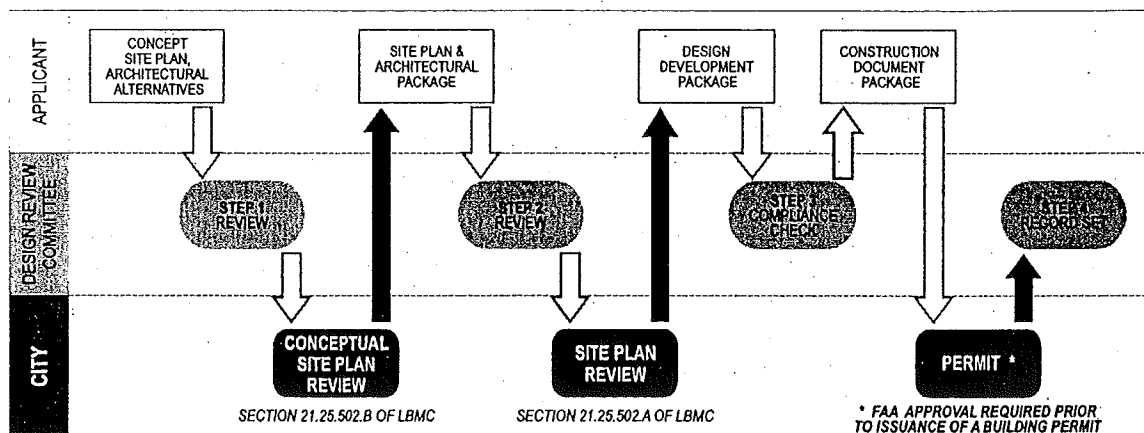 APPLICANT
CONCEPT
SITE PLAN,
ARCHITECTURAL
ALTERNATIVES
SITE PLAN &
ARCHITECTURAL
PACKAGE
DESIGN
DEVELOPMENT
PACKAGE
CONSTRUCTION
DOCUMENT
PACKAGE
DESIGN REVIEW
COMMITTEE
STEP 1
REVIEW
STEP 2
REVIEW
STEP 3
COMPLIANCE
CHECK
STEP 4
RECORD SET
CITY
CONCEPTUAL
SITE PLAN
REVIEW
SITE PLAN
REVIEW
PERMIT *
SECTION 21.25.502.B OF LBMC
SECTION 21.25.502.A OF LBMC
* FAA APPROVAL REQUIRED PRIOR
TO ISSUANCE OF A BUILDING PERMIT